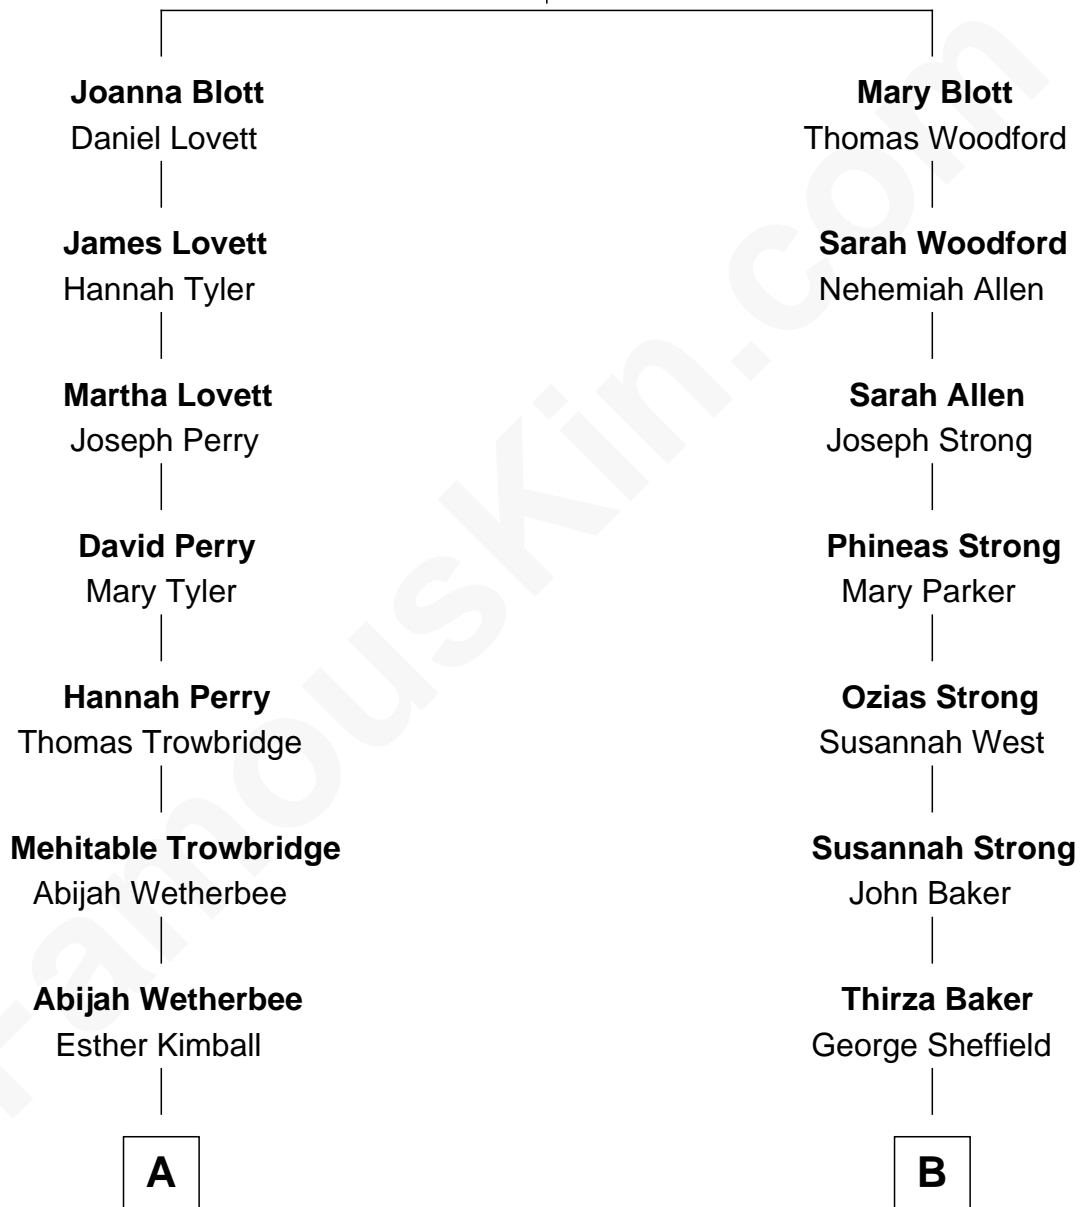 Joanna Blott
Daniel Lovett
James Lovett
Hannah Tyler
Martha Lovett
Joseph Perry
David Perry
Mary Tyler
Hannah Perry
Thomas Trowbridge
Mehitable Trowbridge
Abijah Wetherbee
Abijah Wetherbee
Esther Kimball
A
Mary Blott
Thomas Woodford
Sarah Woodford
Nehemiah Allen
Sarah Allen
Joseph Strong
Phineas Strong
Mary Parker
Ozias Strong
Susannah West
Susannah Strong
John Baker
Thirza Baker
George Sheffield
B
FamousKin.com